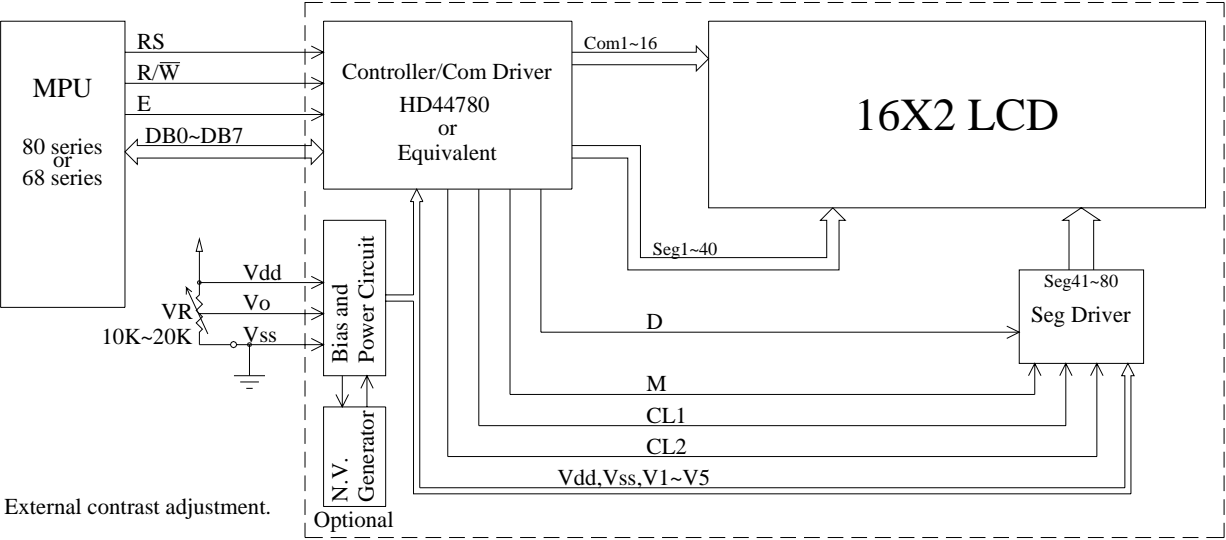 MPU
80 series
or
68 series
RS
R/W̅
E
DB0~DB7
Controller/Com Driver
HD44780
or
Equivalent
Com1~16
16X2 LCD
Seg1~40
Seg41~80
Seg Driver
Vdd
Vo
Vss
VR
10K~20K
Bias and
Power Circuit
N.V.
Generator
Optional
D
M
CL1
CL2
Vdd,Vss,V1~V5
External contrast adjustment.